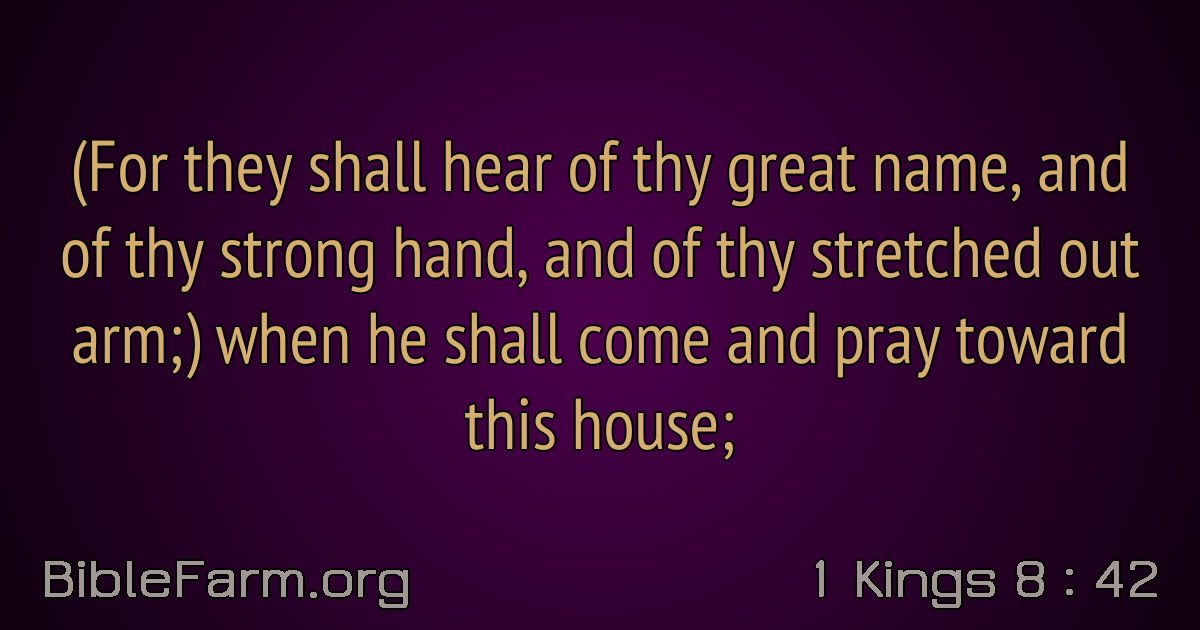 (For they shall hear of thy great name, and
of thy strong hand, and of thy stretched out
arm;) when he shall come and pray toward
this house;
BibleFarm.org
1 Kings 8 : 42